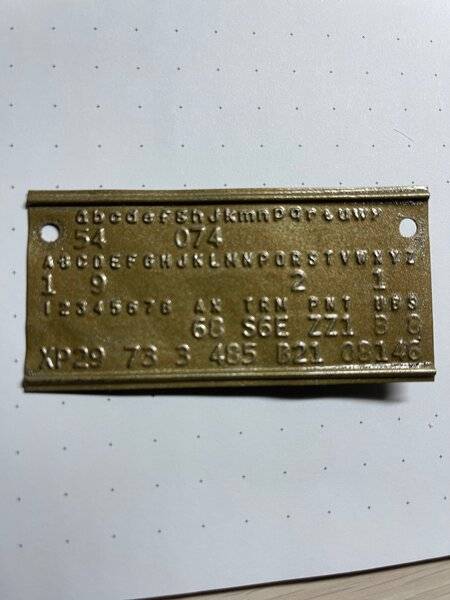 abcdefghjkmnpqrtuwy
54 074
ABCDEFGHJKLMNPQRSTVWXYZ
1 9 2 1
12345678 AX TRM PNT UBS
68 S6E ZZ1 8 C
XP29 73 3 485 B21 08146